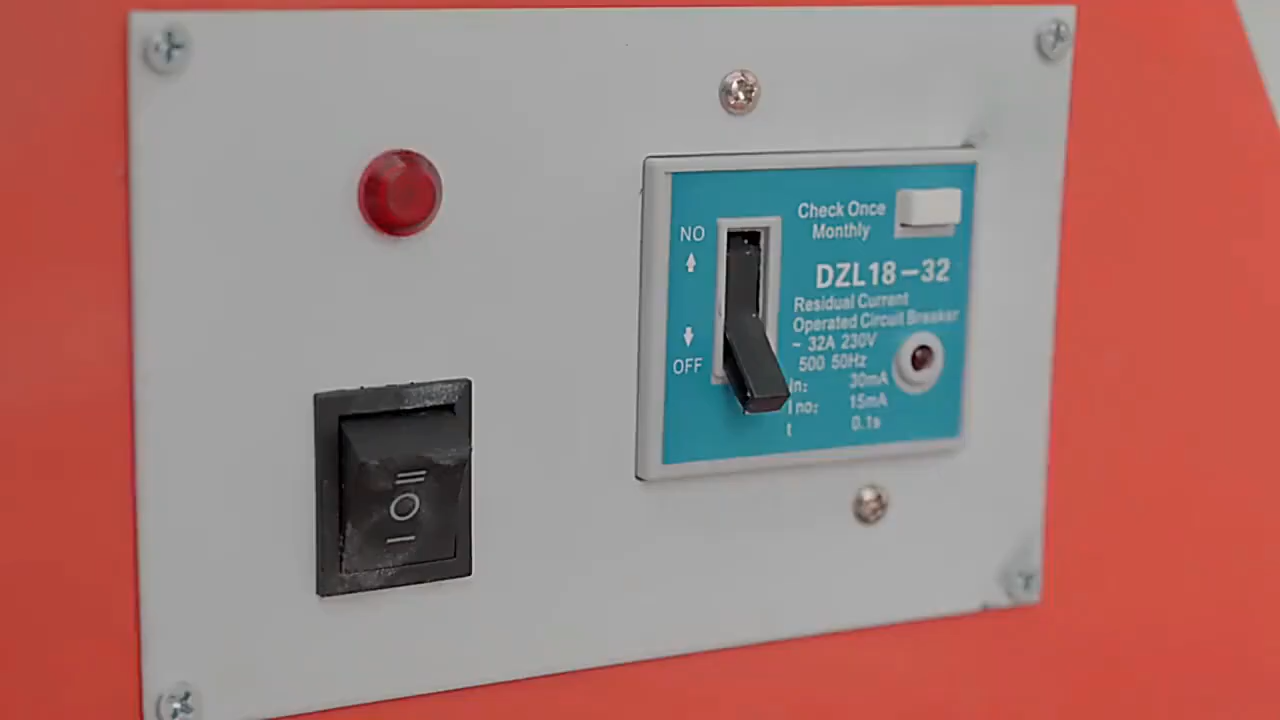 NO
OFF
Check Once
Monthly
DZL18-32
Residual Current
Operated Circuit Breaker
~ 32A 230V
500 50Hz
In: 30mA
I no: 15mA
t 0.1s
II
O
I